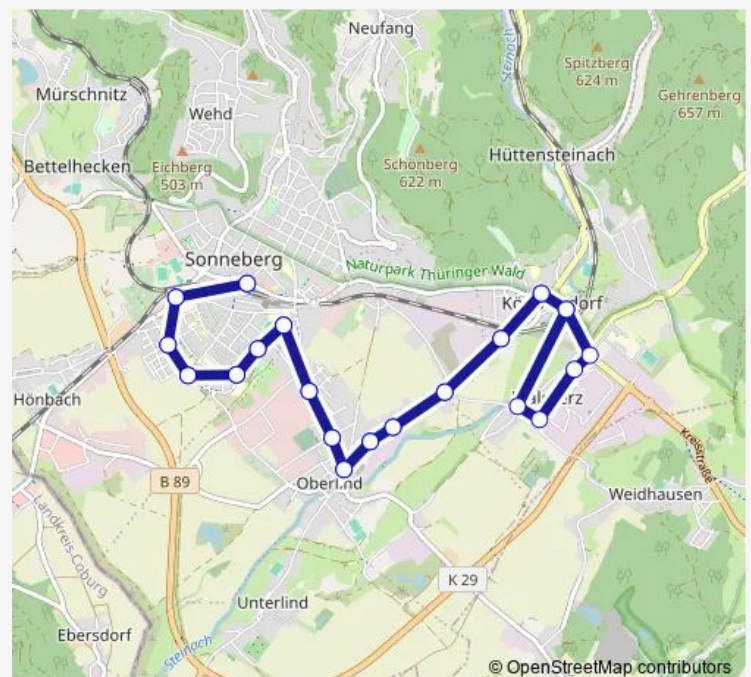 Neufang
Steinach
Spitzberg
624 m
Mürschnitz
Gehrenberg
657 m
Wehd
Bettelhecken
Eichberg
503 m
Schönberg
622 m
Hüttensteinach
Sonneberg
Naturpark Thüringer Wald
Hönbach
B 89
Oberlind
Kreisstraße
Weidhausen
Landkreis Coburg
K 29
Unterlind
Ebersdorf
Steinach
© OpenStreetMap contributors